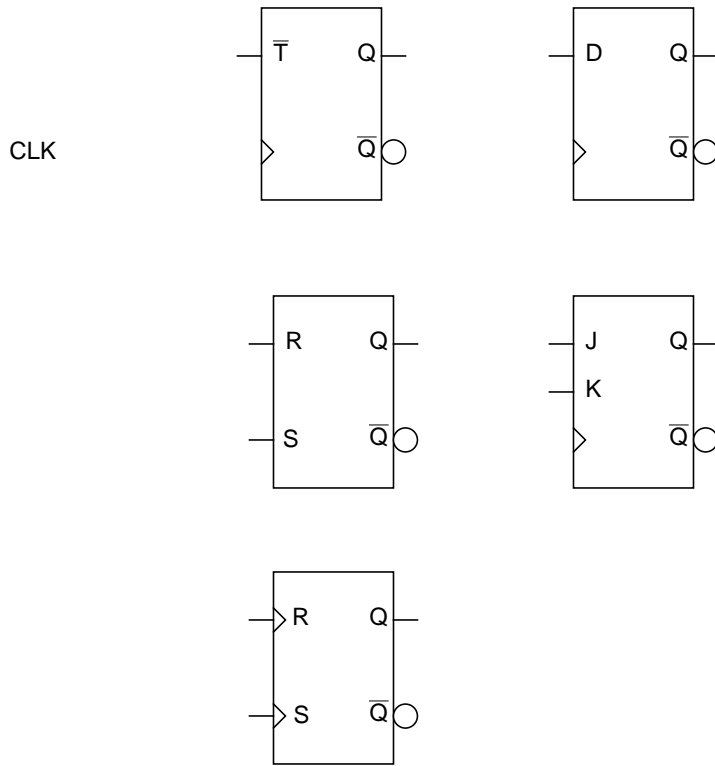 T̅ Q D Q
CLK Q̅ Q̅
R Q J Q
K
S Q̅ Q̅
R Q
S Q̅